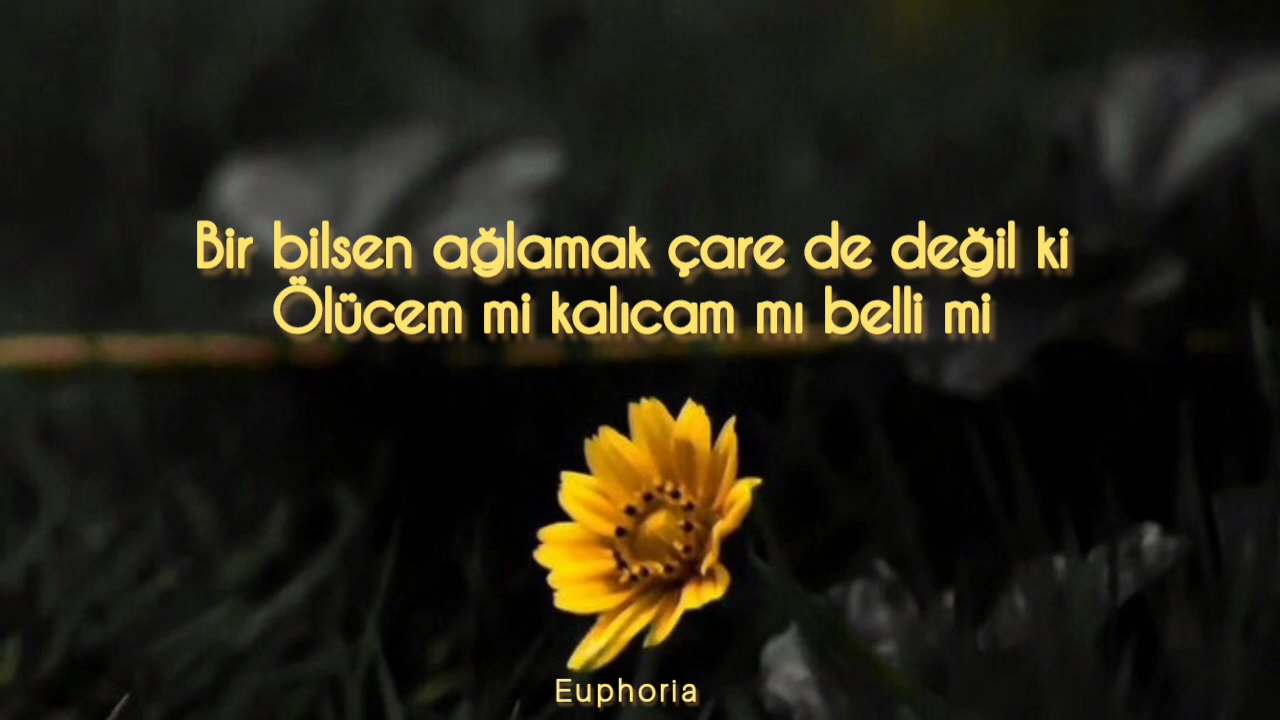 Bir bilsen ağlamak çare de değil ki
Ölücem mi kalıcam mı belli mi
Euphoria